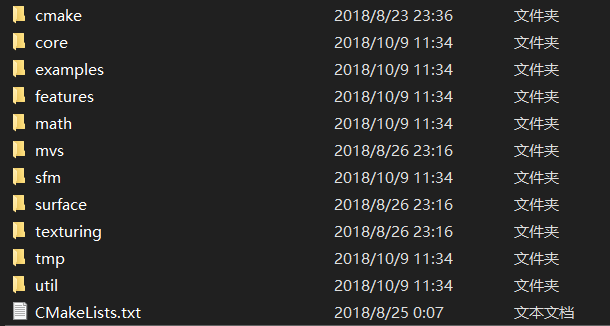 cmake 2018/8/23 23:36 文件夹
core 2018/10/9 11:34 文件夹
examples 2018/10/9 11:34 文件夹
features 2018/10/9 11:34 文件夹
math 2018/10/9 11:34 文件夹
mvs 2018/8/26 23:16 文件夹
sfm 2018/10/9 11:34 文件夹
surface 2018/8/26 23:16 文件夹
texturing 2018/8/26 23:16 文件夹
tmp 2018/10/9 11:34 文件夹
util 2018/10/9 11:34 文件夹
CMakeLists.txt 2018/8/25 0:07 文本文档